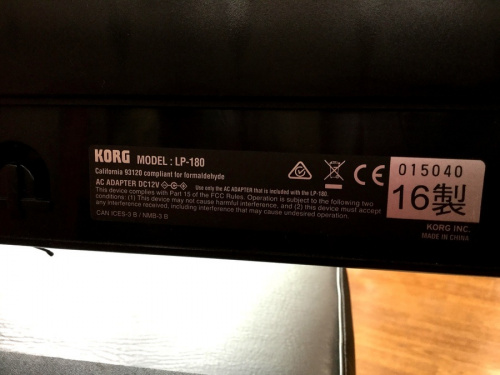 KORG MODEL : LP-180
California 93120 compliant for formaldehyde
AC ADAPTER DC12V Use only the AC ADAPTER that is included with the LP-180.
This device complies with Part 15 of the FCC Rules. Operation is subject to the following two
conditions: (1) This device may not cause harmful interference, and (2) this device must accept
any interference received, including interference that may cause undesired operation.
CAN ICES-3 B / NMB-3 B
015040
16製
KORG INC.
MADE IN CHINA